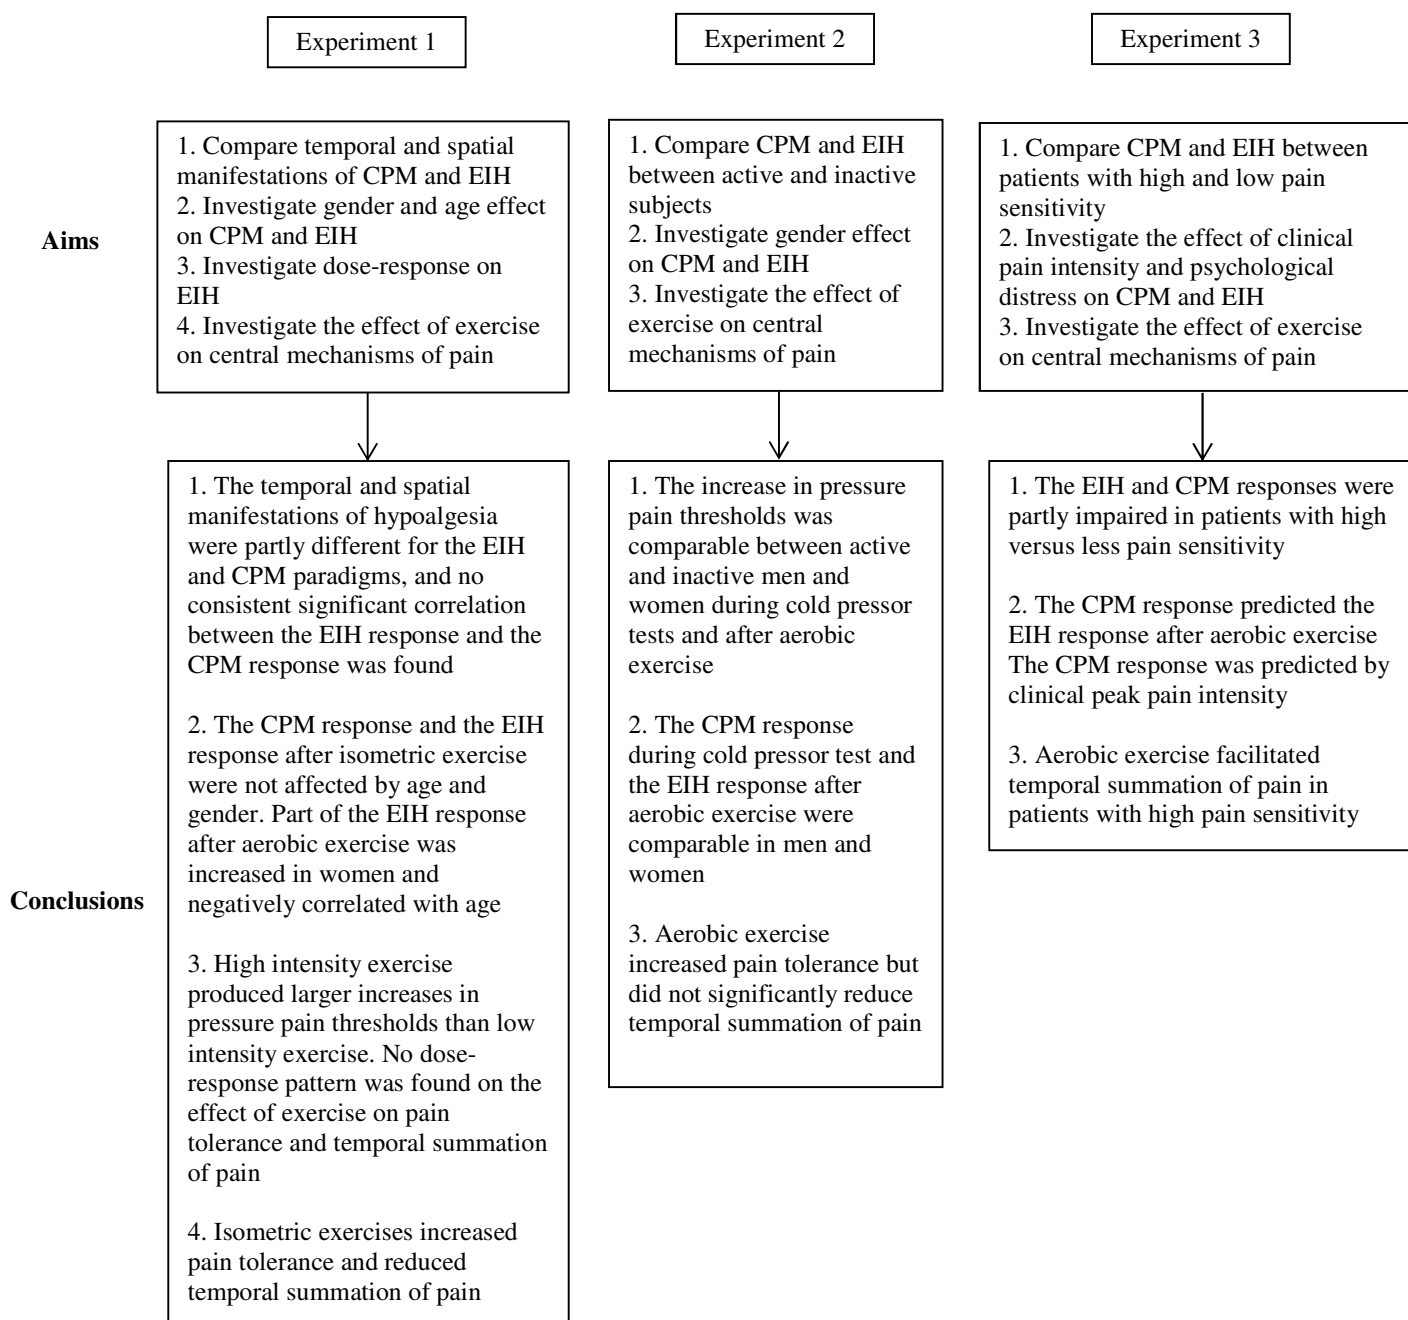 Experiment 1
Experiment 2
Experiment 3
Aims
1. Compare temporal and spatial
manifestations of CPM and EIH
2. Investigate gender and age effect
on CPM and EIH
3. Investigate dose-response on
EIH
4. Investigate the effect of exercise
on central mechanisms of pain
1. Compare CPM and EIH
between active and inactive
subjects
2. Investigate gender effect
on CPM and EIH
3. Investigate the effect of
exercise on central
mechanisms of pain
1. Compare CPM and EIH between
patients with high and low pain
sensitivity
2. Investigate the effect of clinical
pain intensity and psychological
distress on CPM and EIH
3. Investigate the effect of exercise
on central mechanisms of pain
Conclusions
1. The temporal and spatial
manifestations of hypoalgesia
were partly different for the EIH
and CPM paradigms, and no
consistent significant correlation
between the EIH response and the
CPM response was found
2. The CPM response and the EIH
response after isometric exercise
were not affected by age and
gender. Part of the EIH response
after aerobic exercise was
increased in women and
negatively correlated with age
3. High intensity exercise
produced larger increases in
pressure pain thresholds than low
intensity exercise. No dose-
response pattern was found on the
effect of exercise on pain
tolerance and temporal summation
of pain
4. Isometric exercises increased
pain tolerance and reduced
temporal summation of pain
1. The increase in pressure
pain thresholds was
comparable between active
and inactive men and
women during cold pressor
tests and after aerobic
exercise
2. The CPM response
during cold pressor test and
the EIH response after
aerobic exercise were
comparable in men and
women
3. Aerobic exercise
increased pain tolerance but
did not significantly reduce
temporal summation of pain
1. The EIH and CPM responses were
partly impaired in patients with high
versus less pain sensitivity
2. The CPM response predicted the
EIH response after aerobic exercise
The CPM response was predicted by
clinical peak pain intensity
3. Aerobic exercise facilitated
temporal summation of pain in
patients with high pain sensitivity